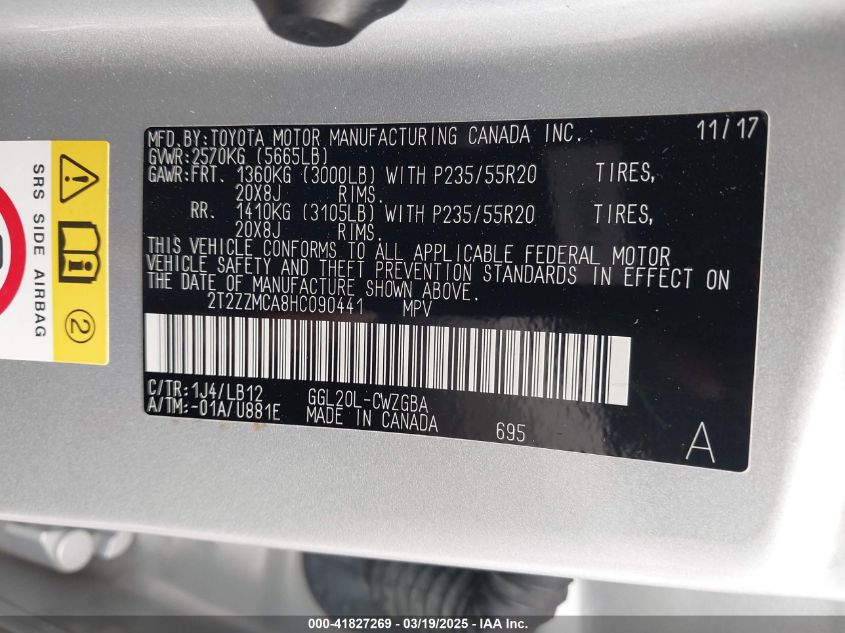 MFD.BY:TOYOTA MOTOR MANUFACTURING CANADA INC. 11/17
GVWR:2570KG (5665LB)
GAWR:FRT. 1360KG (3000LB) WITH P235/55R20 TIRES,
20X8J RIMS.
RR. 1410KG (3105LB) WITH P235/55R20 TIRES,
20X8J RIMS.
THIS VEHICLE CONFORMS TO ALL APPLICABLE FEDERAL MOTOR
VEHICLE SAFETY AND THEFT PREVENTION STANDARDS IN EFFECT ON
THE DATE OF MANUFACTURE SHOWN ABOVE.
2T2ZZMCA8HC090441 MPV
C/TR:1J4/LB12 GGL20L-CWZGBA
A/TM:-01A/U881E MADE IN CANADA 695
A
SRS SIDE AIRBAG
2
000-41827269 - 03/19/2025 - IAA Inc.